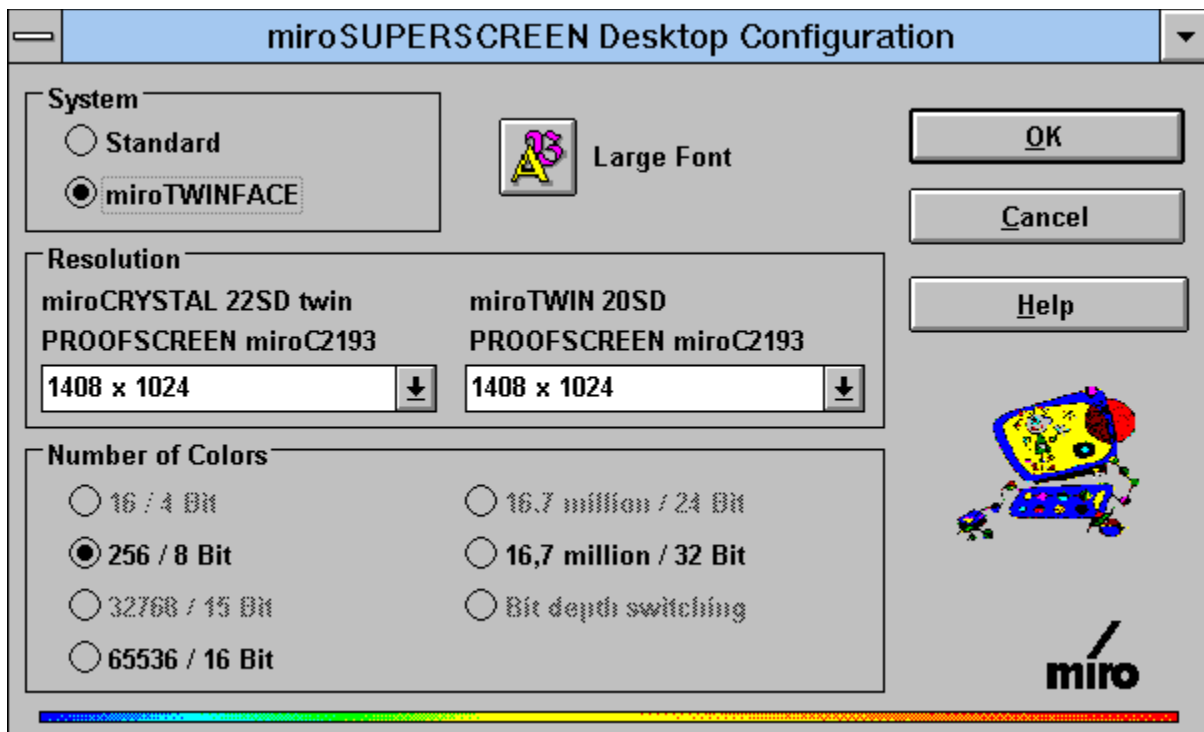 miroSUPERSCREEN Desktop Configuration
System
Standard
miroTWINFACE
Large Font
OK
Cancel
Help
Resolution
miroCRYSTAL 22SD twin
PROOFSCREEN miroC2193
1408 x 1024
miroTWIN 20SD
PROOFSCREEN miroC2193
1408 x 1024
Number of Colors
16 / 4 Bit
256 / 8 Bit
32768 / 15 Bit
65536 / 16 Bit
16,7 million / 24 Bit
16,7 million / 32 Bit
Bit depth switching
miro